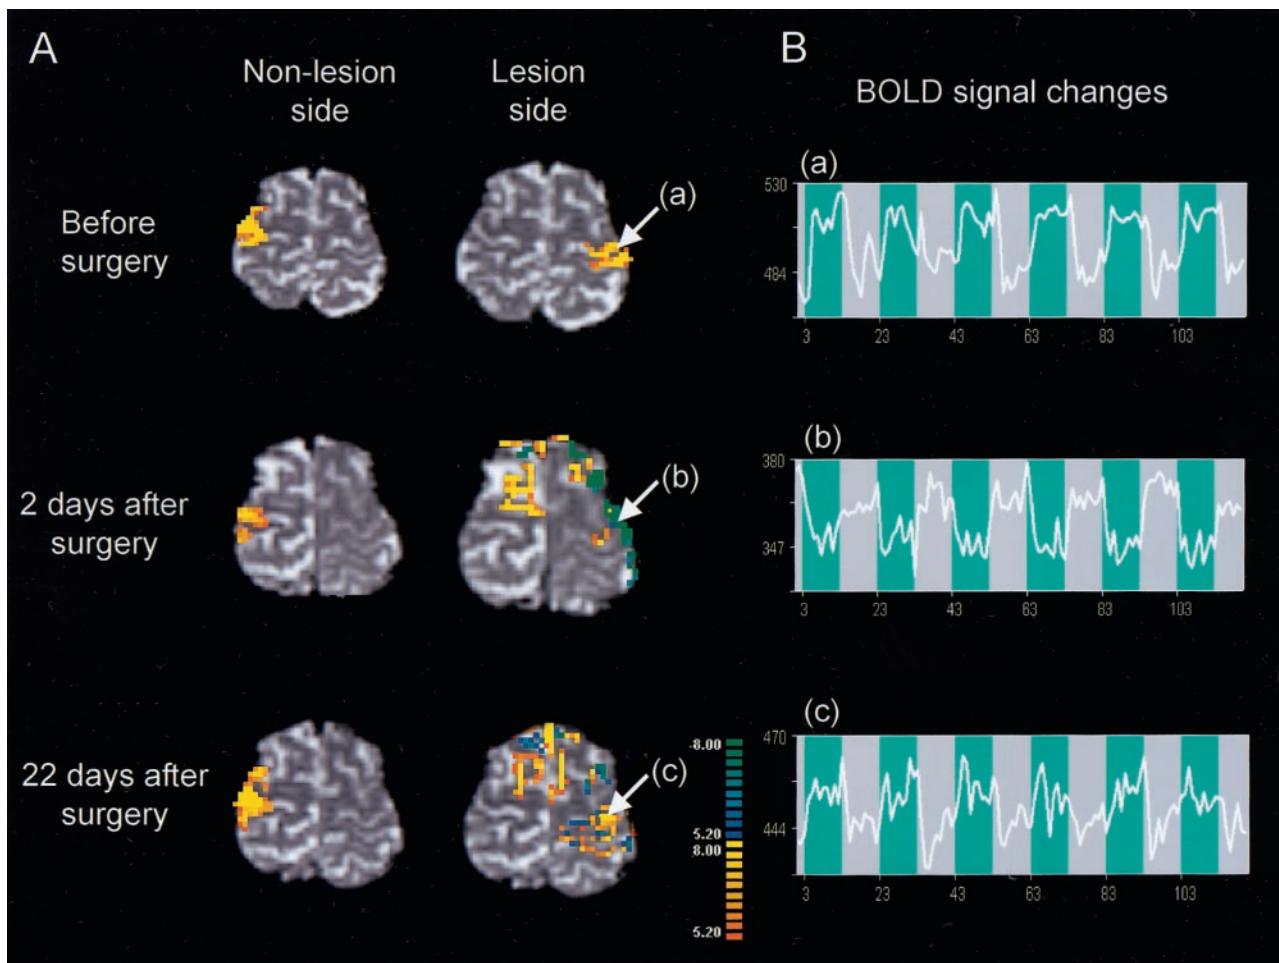 A
B
Non-lesion
side
Lesion
side
BOLD signal changes
Before
surgery
(a)
(a)
530
484
3 23 43 63 83 103
2 days after
surgery
(b)
(b)
380
347
3 23 43 63 83 103
22 days after
surgery
(c)
-8.00
5.20
8.00
5.20
(c)
470
444
3 23 43 63 83 103